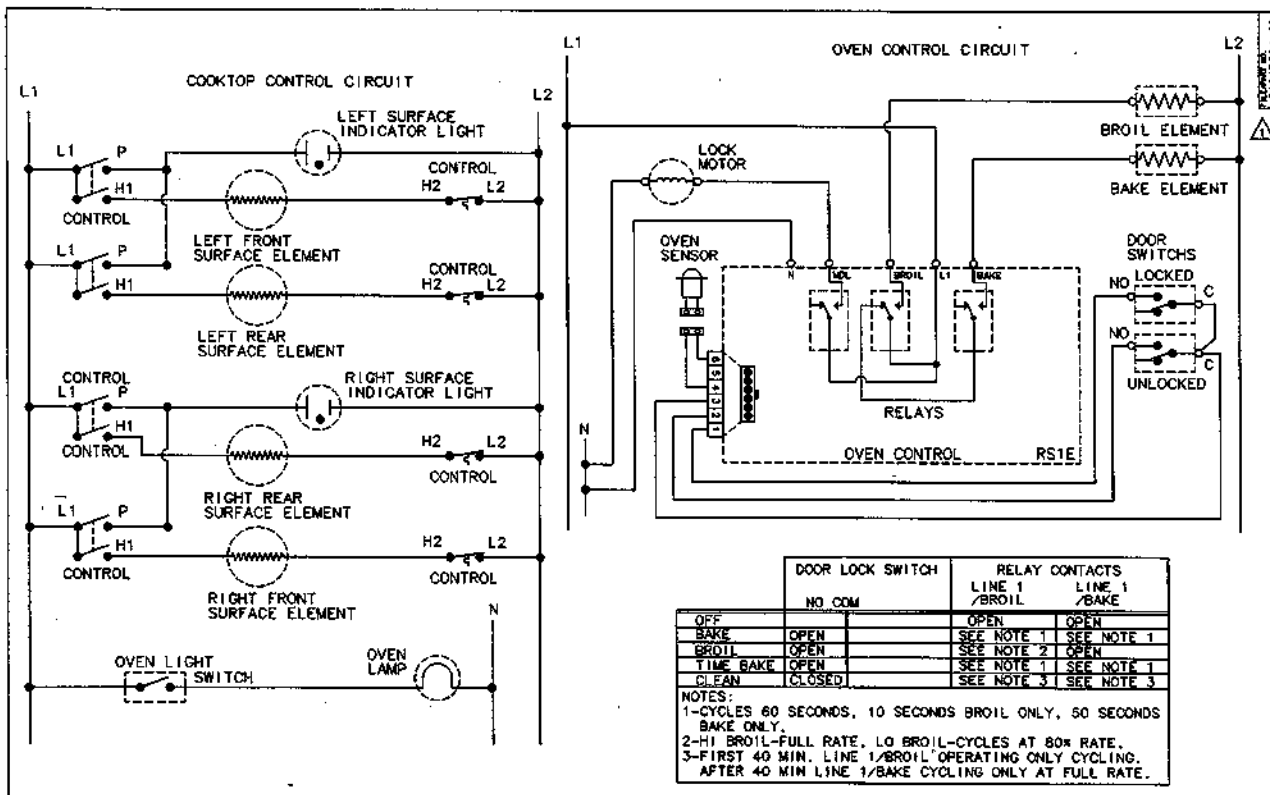 COOKTOP CONTROL CIRCUIT
L1
L2
LEFT SURFACE
INDICATOR LIGHT
L1
P
H1
CONTROL
CONTROL
H2
L2
LEFT FRONT
SURFACE ELEMENT
L1
P
H1
CONTROL
H2
L2
LEFT REAR
SURFACE ELEMENT
CONTROL
L1
P
H1
CONTROL
RIGHT SURFACE
INDICATOR LIGHT
H2
L2
CONTROL
RIGHT REAR
SURFACE ELEMENT
L1
P
H1
CONTROL
H2
L2
CONTROL
RIGHT FRONT
SURFACE ELEMENT
N
OVEN LIGHT
SWITCH
OVEN
LAMP
L1
OVEN CONTROL CIRCUIT
L2
BROIL ELEMENT
BAKE ELEMENT
LOCK
MOTOR
OVEN
SENSOR
N
MDL
BROIL
L1
BAKE
DOOR
SWITCHS
LOCKED
NO
C
NO
C
UNLOCKED
6
5
4
3
2
1
RELAYS
OVEN CONTROL
RS1E
N
DOOR LOCK SWITCH
RELAY CONTACTS
NO COM
LINE 1 /BROIL
LINE 1 /BAKE
OFF OPEN OPEN
BAKE OPEN SEE NOTE 1 SEE NOTE 1
BROIL OPEN SEE NOTE 2 OPEN
TIME BAKE OPEN SEE NOTE 1 SEE NOTE 1
CLEAN CLOSED SEE NOTE 3 SEE NOTE 3
NOTES:
1-CYCLES 60 SECONDS, 10 SECONDS BROIL ONLY, 50 SECONDS
BAKE ONLY.
2-HI BROIL-FULL RATE, LO BROIL-CYCLES AT 80% RATE.
3-FIRST 40 MIN. LINE 1/BROIL OPERATING ONLY CYCLING.
AFTER 40 MIN LINE 1/BAKE CYCLING ONLY AT FULL RATE.